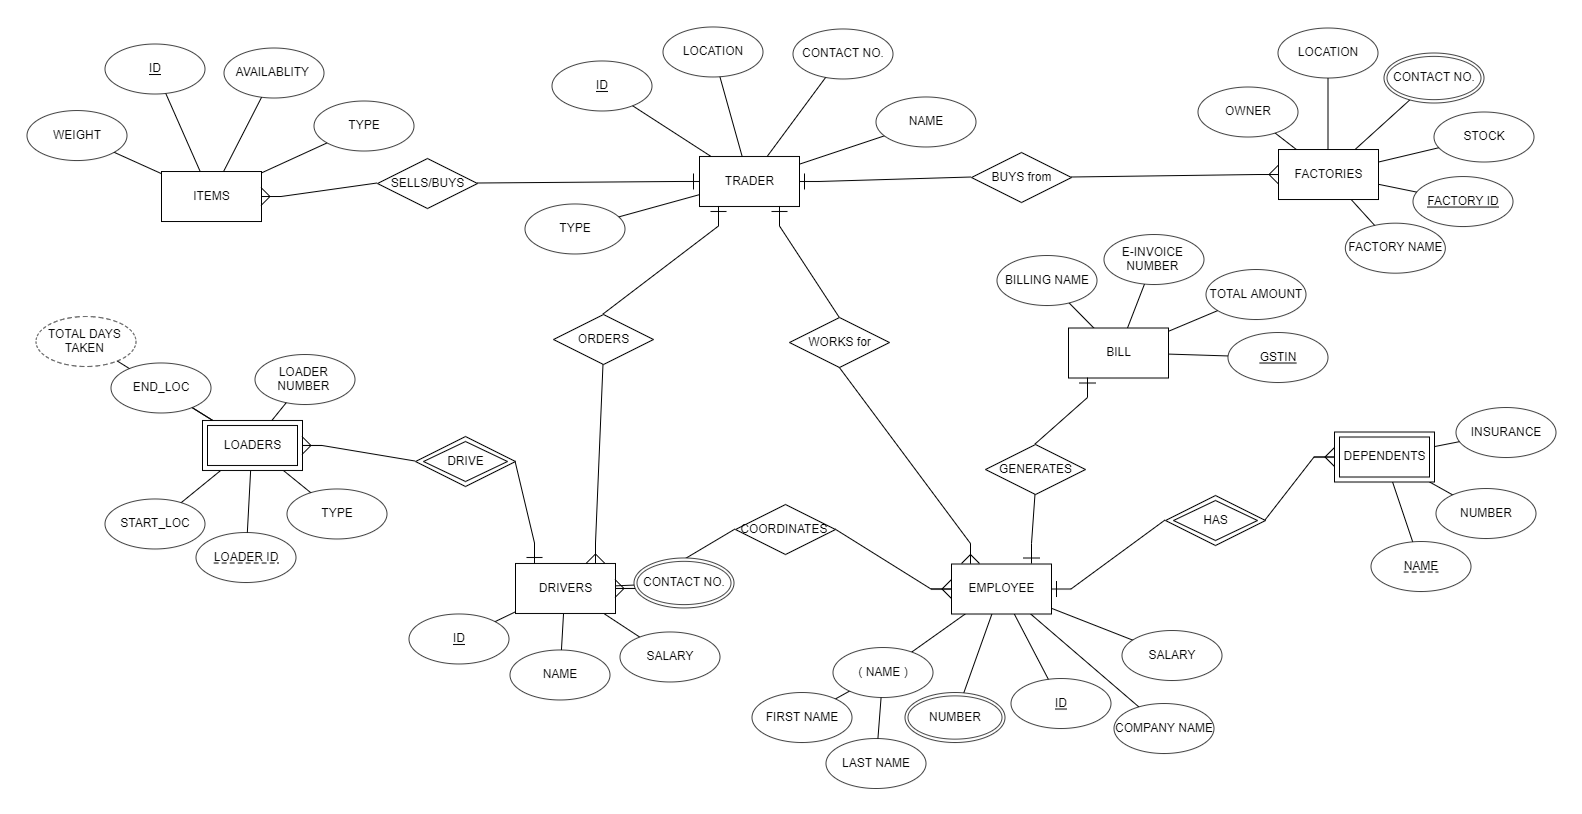 ID
AVAILABLITY
WEIGHT
TYPE
ITEMS
SELLS/BUYS
LOCATION
CONTACT NO.
ID
NAME
TRADER
TYPE
BUYS from
LOCATION
CONTACT NO.
OWNER
STOCK
FACTORIES
FACTORY ID
FACTORY NAME
E-INVOICE
NUMBER
BILLING NAME
TOTAL AMOUNT
BILL
GSTIN
ORDERS
WORKS for
TOTAL DAYS
TAKEN
END_LOC
LOADER
NUMBER
LOADERS
START_LOC
TYPE
LOADER ID
DRIVE
GENERATES
DEPENDENTS
INSURANCE
NUMBER
NAME
HAS
COORDINATES
DRIVERS
CONTACT NO.
ID
NAME
SALARY
EMPLOYEE
( NAME )
FIRST NAME
LAST NAME
NUMBER
ID
COMPANY NAME
SALARY